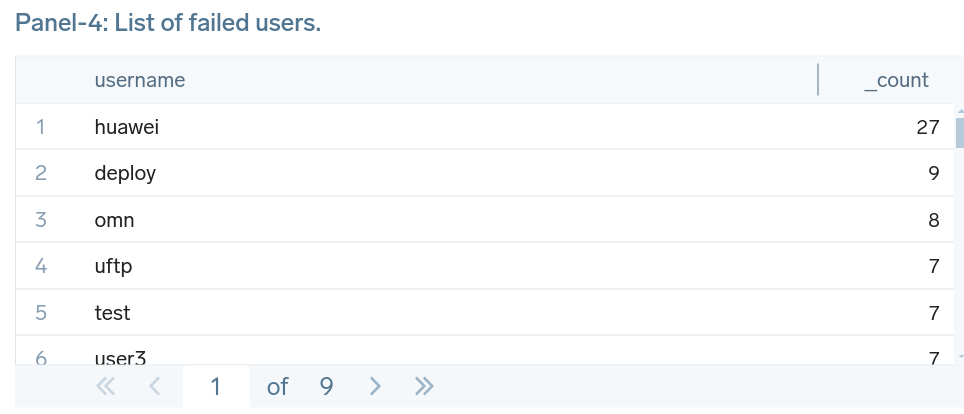 Panel-4: List of failed users.
username _count
1 huawei 27
2 deploy 9
3 omn 8
4 uftp 7
5 test 7
6 user3 7
1 of 9